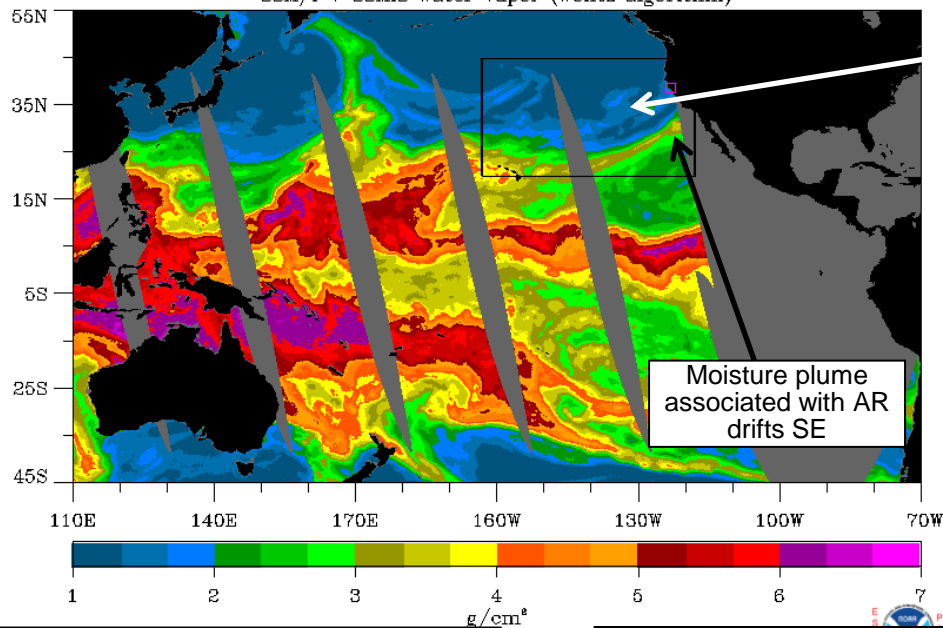 55N
35N
15N
5S
25S
45S
Moisture plume
associated with AR
drifts SE
110E 140E 170E 160W 130W 100W 70W
1 2 3 4 5 6 7
g/cm²
NOAA
E
S
P